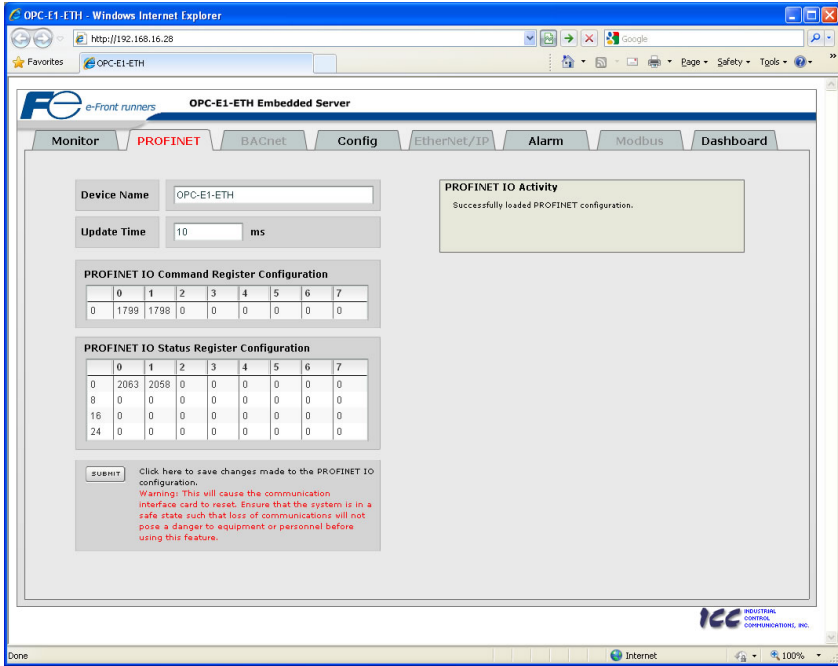 OPC-E1-ETH - Windows Internet Explorer
http://192.168.16.28
Google
Favorites
OPC-E1-ETH
Page
Safety
Tools
»
Fe e-Front runners
OPC-E1-ETH Embedded Server
Monitor PROFINET BACnet Config EtherNet/IP Alarm Modbus Dashboard
Device Name OPC-E1-ETH
Update Time 10 ms
PROFINET IO Activity
Successfully loaded PROFINET configuration.
PROFINET IO Command Register Configuration
0 1 2 3 4 5 6 7
0 1799 1798 0 0 0 0 0 0
PROFINET IO Status Register Configuration
0 1 2 3 4 5 6 7
0 2063 2058 0 0 0 0 0 0
8 0 0 0 0 0 0 0 0
16 0 0 0 0 0 0 0 0
24 0 0 0 0 0 0 0 0
SUBMIT
Click here to save changes made to the PROFINET IO
configuration.
Warning: This will cause the communication
interface card to reset. Ensure that the system is in a
safe state such that loss of communications will not
pose a danger to equipment or personnel before
using this feature.
ICC INDUSTRIAL
CONTROL
COMMUNICATIONS, INC.
Done
Internet
100%